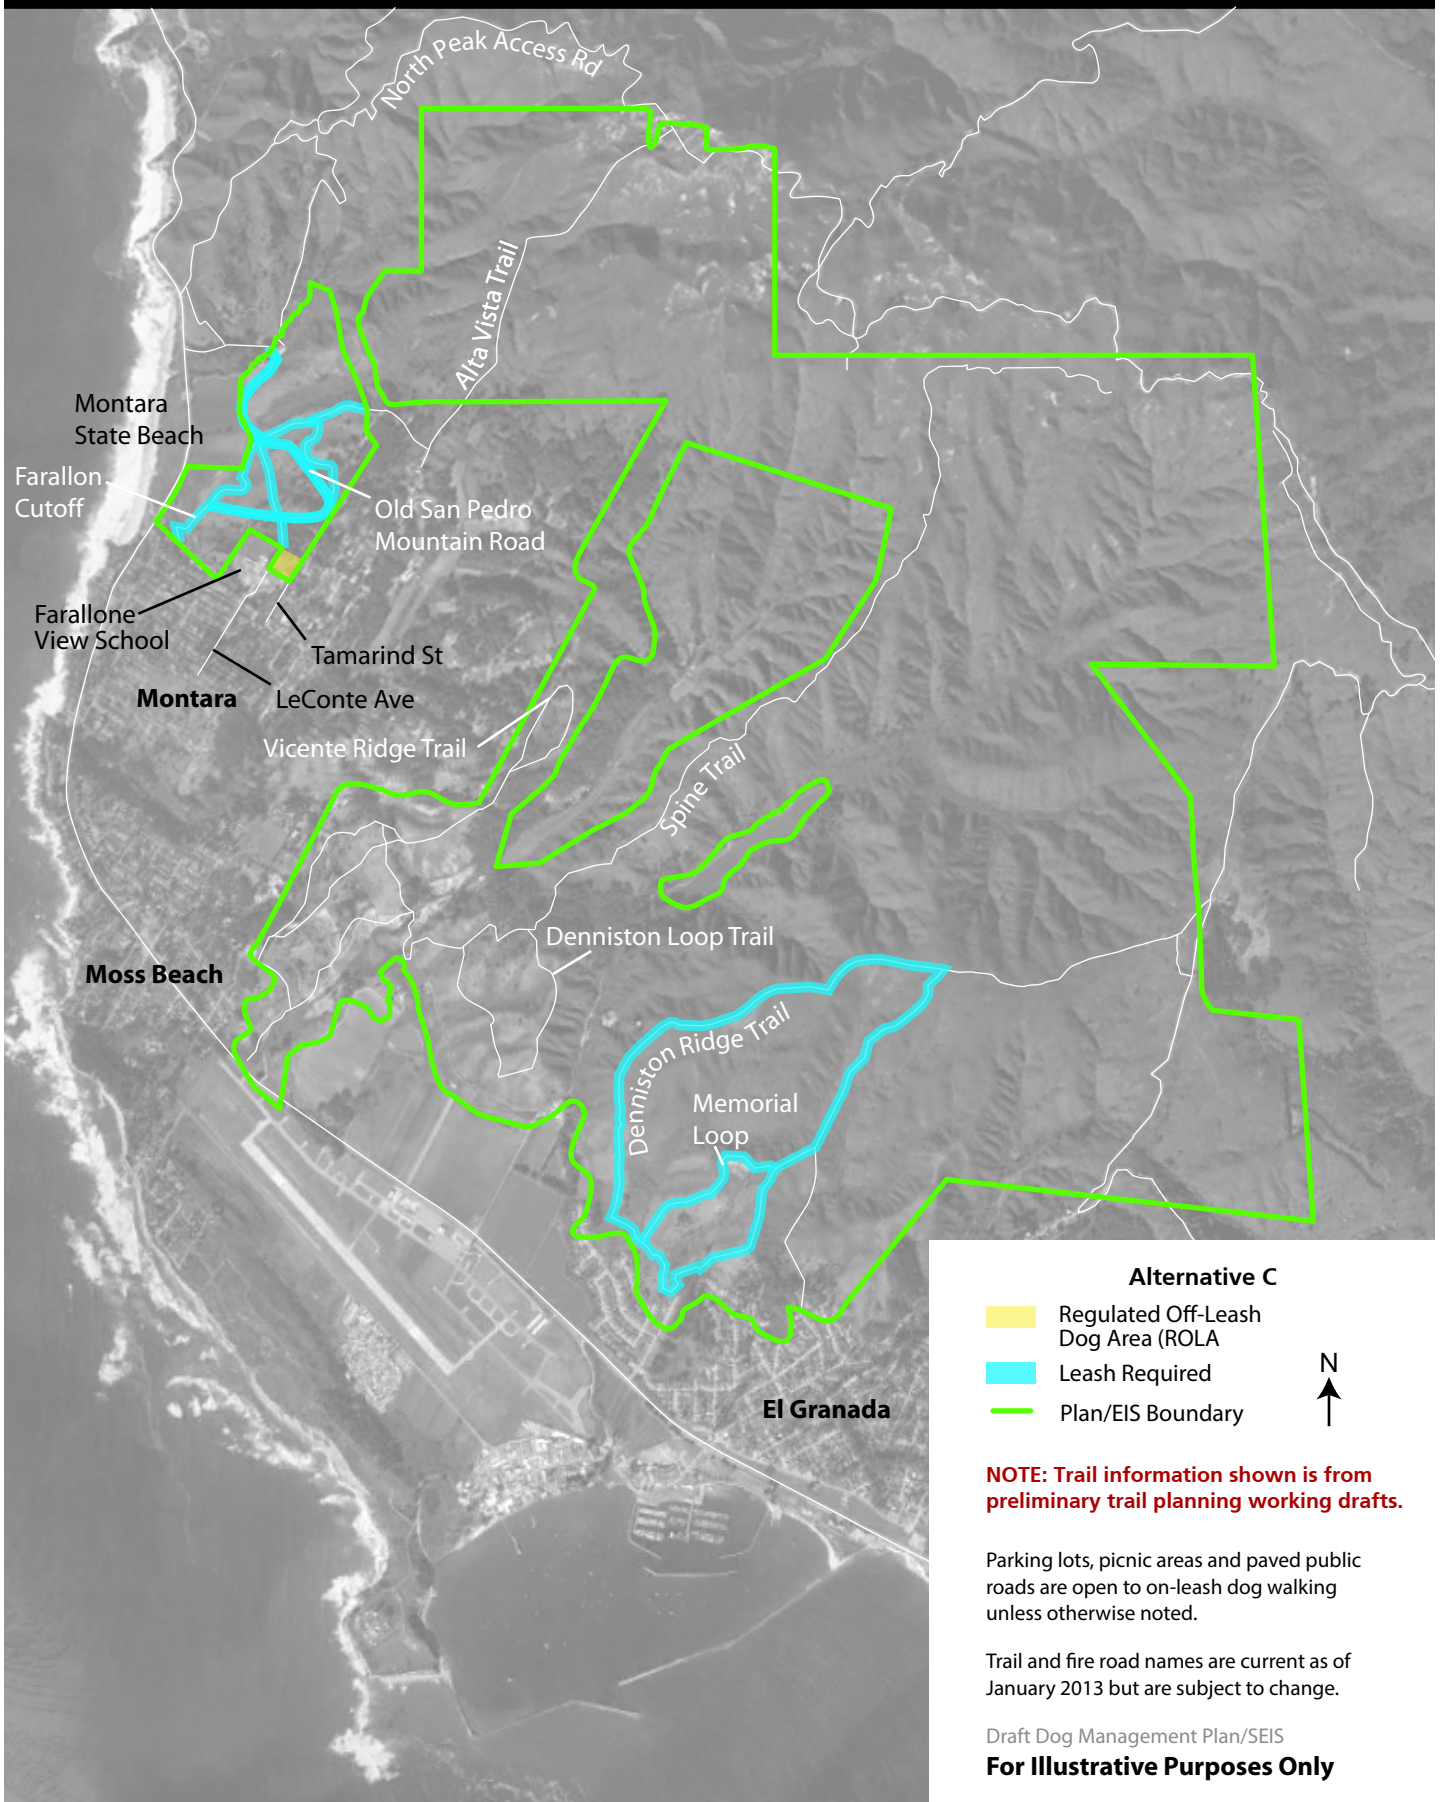 North Peak Access Rd
Alta Vista Trail
Montara
State Beach
Farallon
Cutoff
Old San Pedro
Mountain Road
Farallone
View School
Tamarind St
Montara
LeConte Ave
Vicente Ridge Trail
Spine Trail
Denniston Loop Trail
Moss Beach
Denniston Ridge Trail
Memorial
Loop
El Granada
Alternative C
Regulated Off-Leash
Dog Area (ROLA
Leash Required
Plan/EIS Boundary
N
NOTE: Trail information shown is from
preliminary trail planning working drafts.
Parking lots, picnic areas and paved public
roads are open to on-leash dog walking
unless otherwise noted.
Trail and fire road names are current as of
January 2013 but are subject to change.
Draft Dog Management Plan/SEIS
For Illustrative Purposes Only